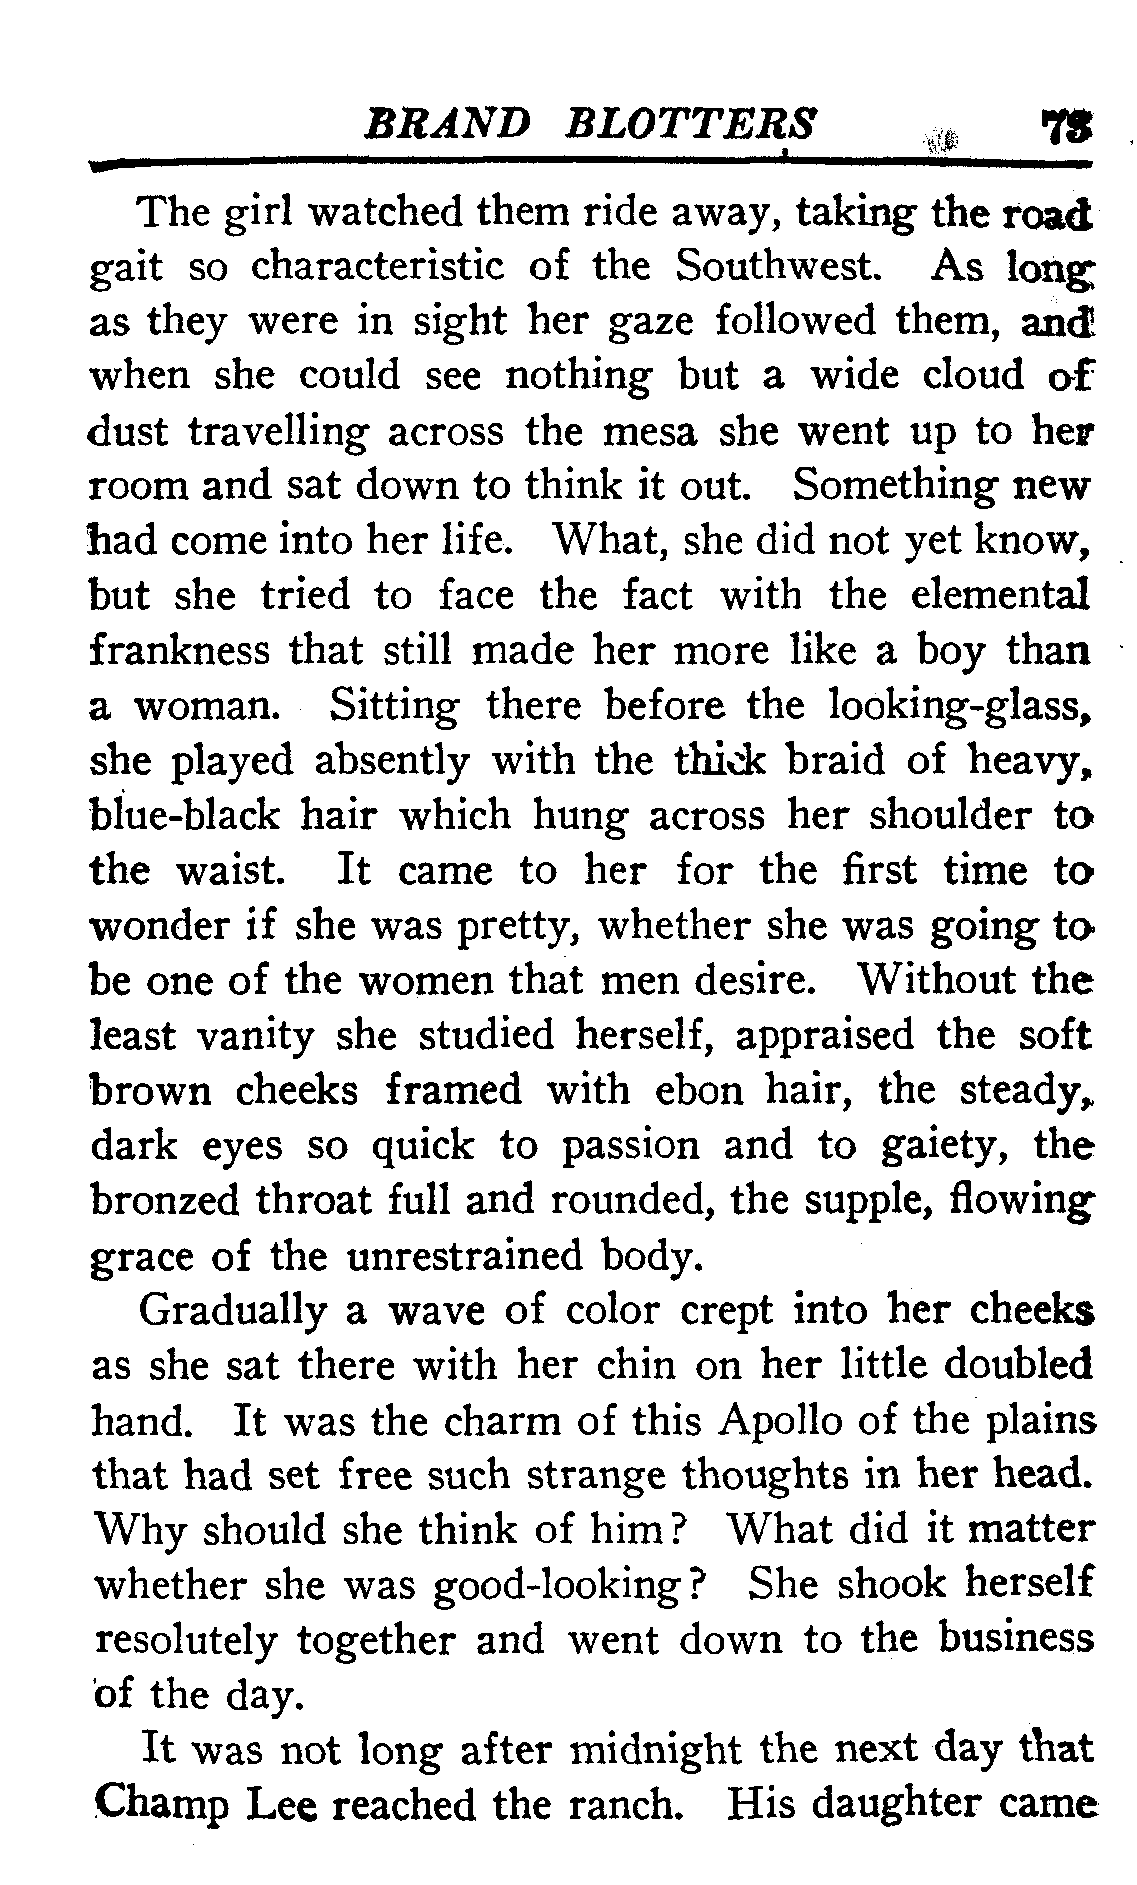 BRAND BLOTTERS 73
The girl watched them ride away, taking the road
gait so characteristic of the Southwest. As long
as they were in sight her gaze followed them, and
when she could see nothing but a wide cloud of
dust travelling across the mesa she went up to her
room and sat down to think it out. Something new
had come into her life. What, she did not yet know,
but she tried to face the fact with the elemental
frankness that still made her more like a boy than
a woman. Sitting there before the looking-glass,
she played absently with the thick braid of heavy,
blue-black hair which hung across her shoulder to
the waist. It came to her for the first time to
wonder if she was pretty, whether she was going to
be one of the women that men desire. Without the
least vanity she studied herself, appraised the soft
brown cheeks framed with ebon hair, the steady,
dark eyes so quick to passion and to gaiety, the
bronzed throat full and rounded, the supple, flowing
grace of the unrestrained body.
Gradually a wave of color crept into her cheeks
as she sat there with her chin on her little doubled
hand. It was the charm of this Apollo of the plains
that had set free such strange thoughts in her head.
Why should she think of him? What did it matter
whether she was good-looking? She shook herself
resolutely together and went down to the business
of the day.
It was not long after midnight the next day that
Champ Lee reached the ranch. His daughter came